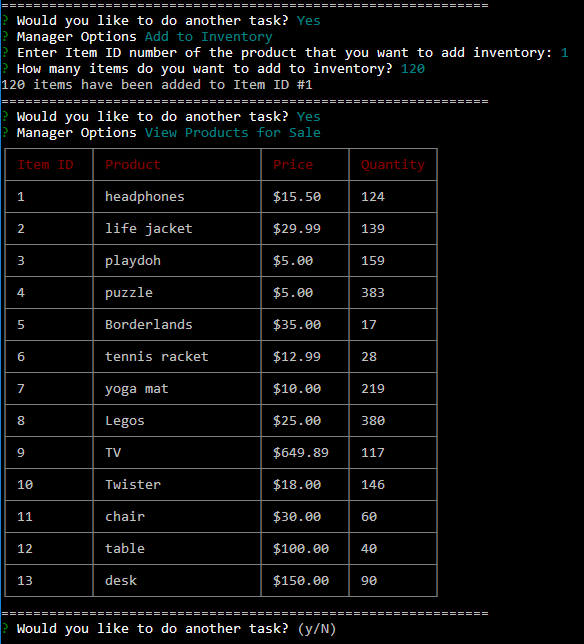 =============================================================
? Would you like to do another task? Yes
? Manager Options Add to Inventory
? Enter Item ID number of the product that you want to add inventory: 1
? How many items do you want to add to inventory? 120
120 items have been added to Item ID #1
=============================================================
? Would you like to do another task? Yes
? Manager Options View Products for Sale
Item ID Product Price Quantity
1 headphones $15.50 124
2 life jacket $29.99 139
3 playdoh $5.00 159
4 puzzle $5.00 383
5 Borderlands $35.00 17
6 tennis racket $12.99 28
7 yoga mat $10.00 219
8 Legos $25.00 380
9 TV $649.89 117
10 Twister $18.00 146
11 chair $30.00 60
12 table $100.00 40
13 desk $150.00 90
=============================================================
? Would you like to do another task? (y/N)